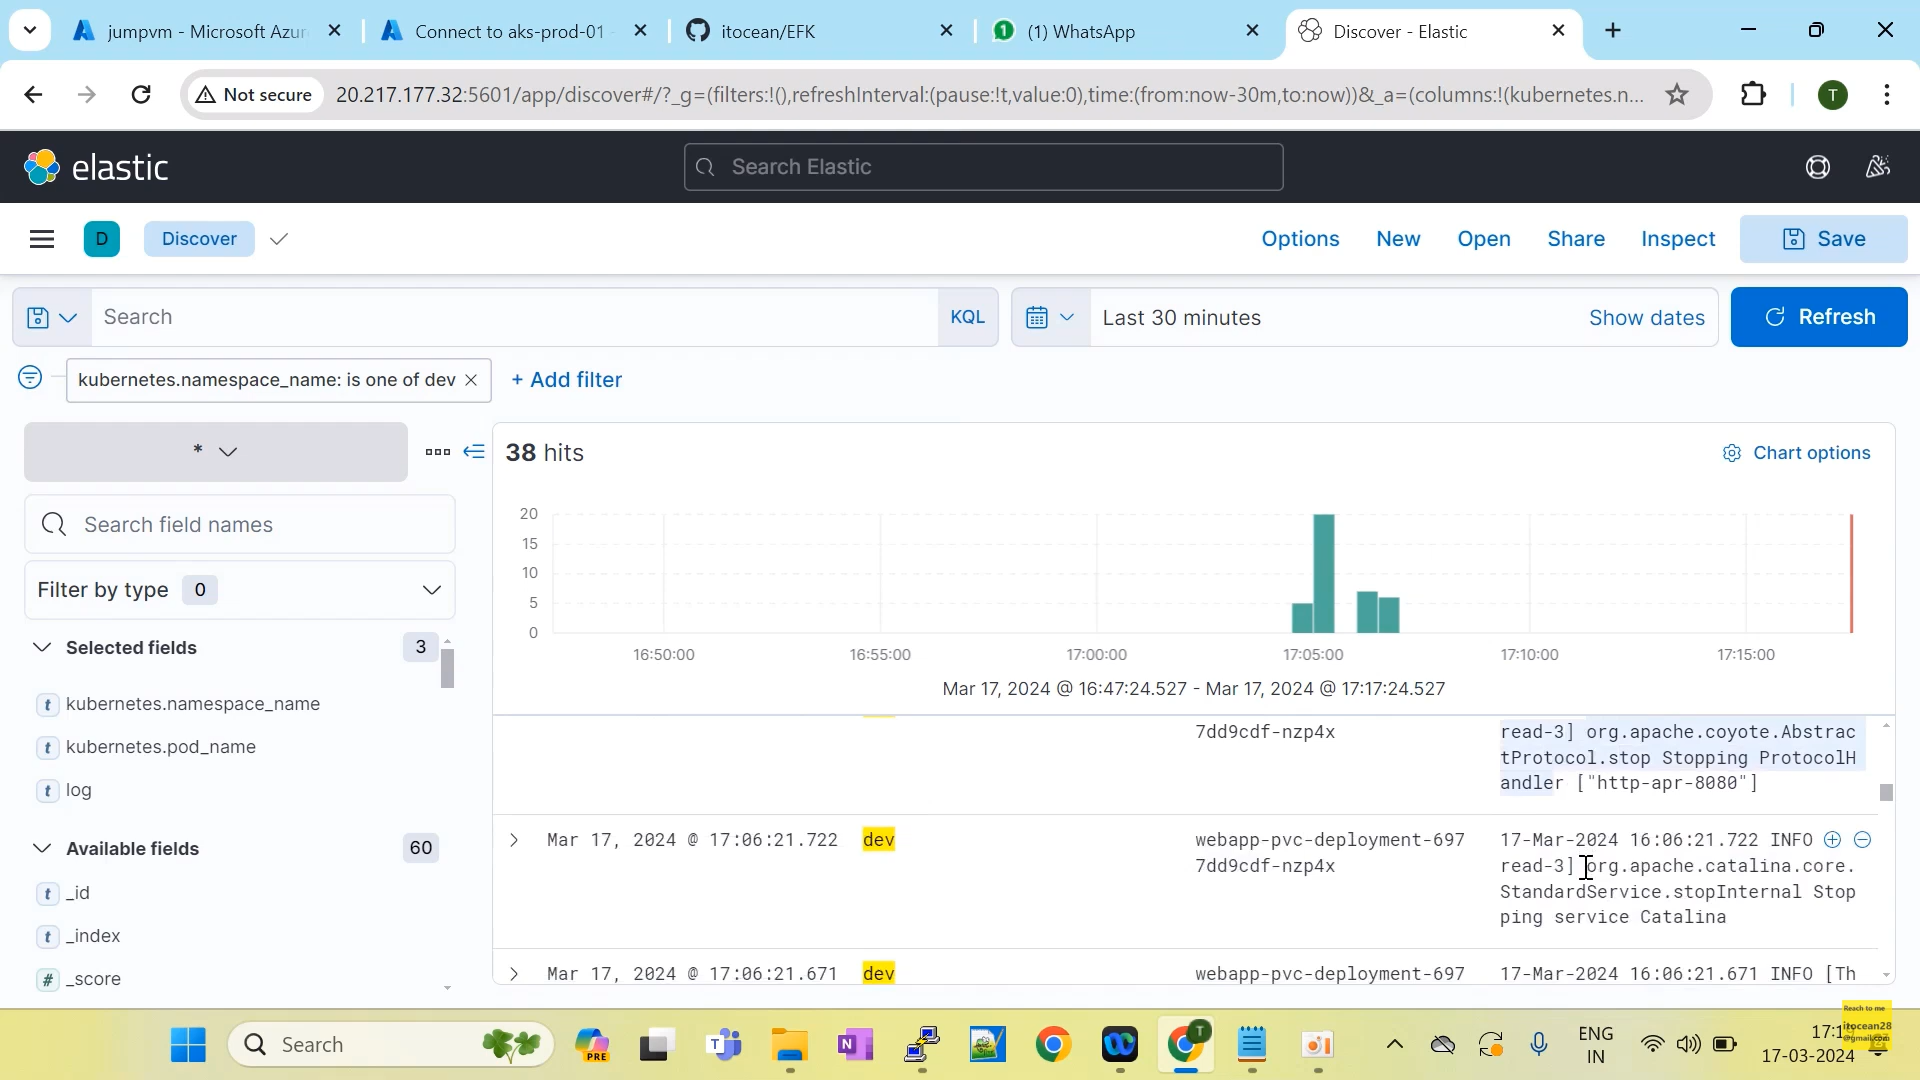 jumpvm - Microsoft Azur
Connect to aks-prod-01 -
itocean/EFK
(1) WhatsApp
Discover - Elastic
Not secure
20.217.177.32:5601/app/discover#/?_g=(filters:!(),refreshInterval:(pause:!t,value:0),time:(from:now-30m,to:now))&_a=(columns:!(kubernetes.n...
T
elastic
Search Elastic
D
Discover
Options
New
Open
Share
Inspect
Save
Search
KQL
Last 30 minutes
Show dates
Refresh
kubernetes.namespace_name: is one of dev
+ Add filter
*
38 hits
Chart options
Search field names
Filter by type 0
Selected fields 3
t kubernetes.namespace_name
t kubernetes.pod_name
t log
Available fields 60
t _id
t _index
# _score
20
15
10
5
0
16:50:00
16:55:00
17:00:00
17:05:00
17:10:00
17:15:00
Mar 17, 2024 @ 16:47:24.527 - Mar 17, 2024 @ 17:17:24.527
7dd9cdf-nzp4x
read-3] org.apache.coyote.Abstrac
tProtocol.stop Stopping ProtocolH
andler ["http-apr-8080"]
Mar 17, 2024 @ 17:06:21.722
dev
webapp-pvc-deployment-697
7dd9cdf-nzp4x
17-Mar-2024 16:06:21.722 INFO
read-3] org.apache.catalina.core.
StandardService.stopInternal Stop
ping service Catalina
Mar 17, 2024 @ 17:06:21.671
dev
webapp-pvc-deployment-697
17-Mar-2024 16:06:21.671 INFO [Th
Search
PRE
ENG
IN
17-03-2024
Reach to me
itocean28
@gmail.com